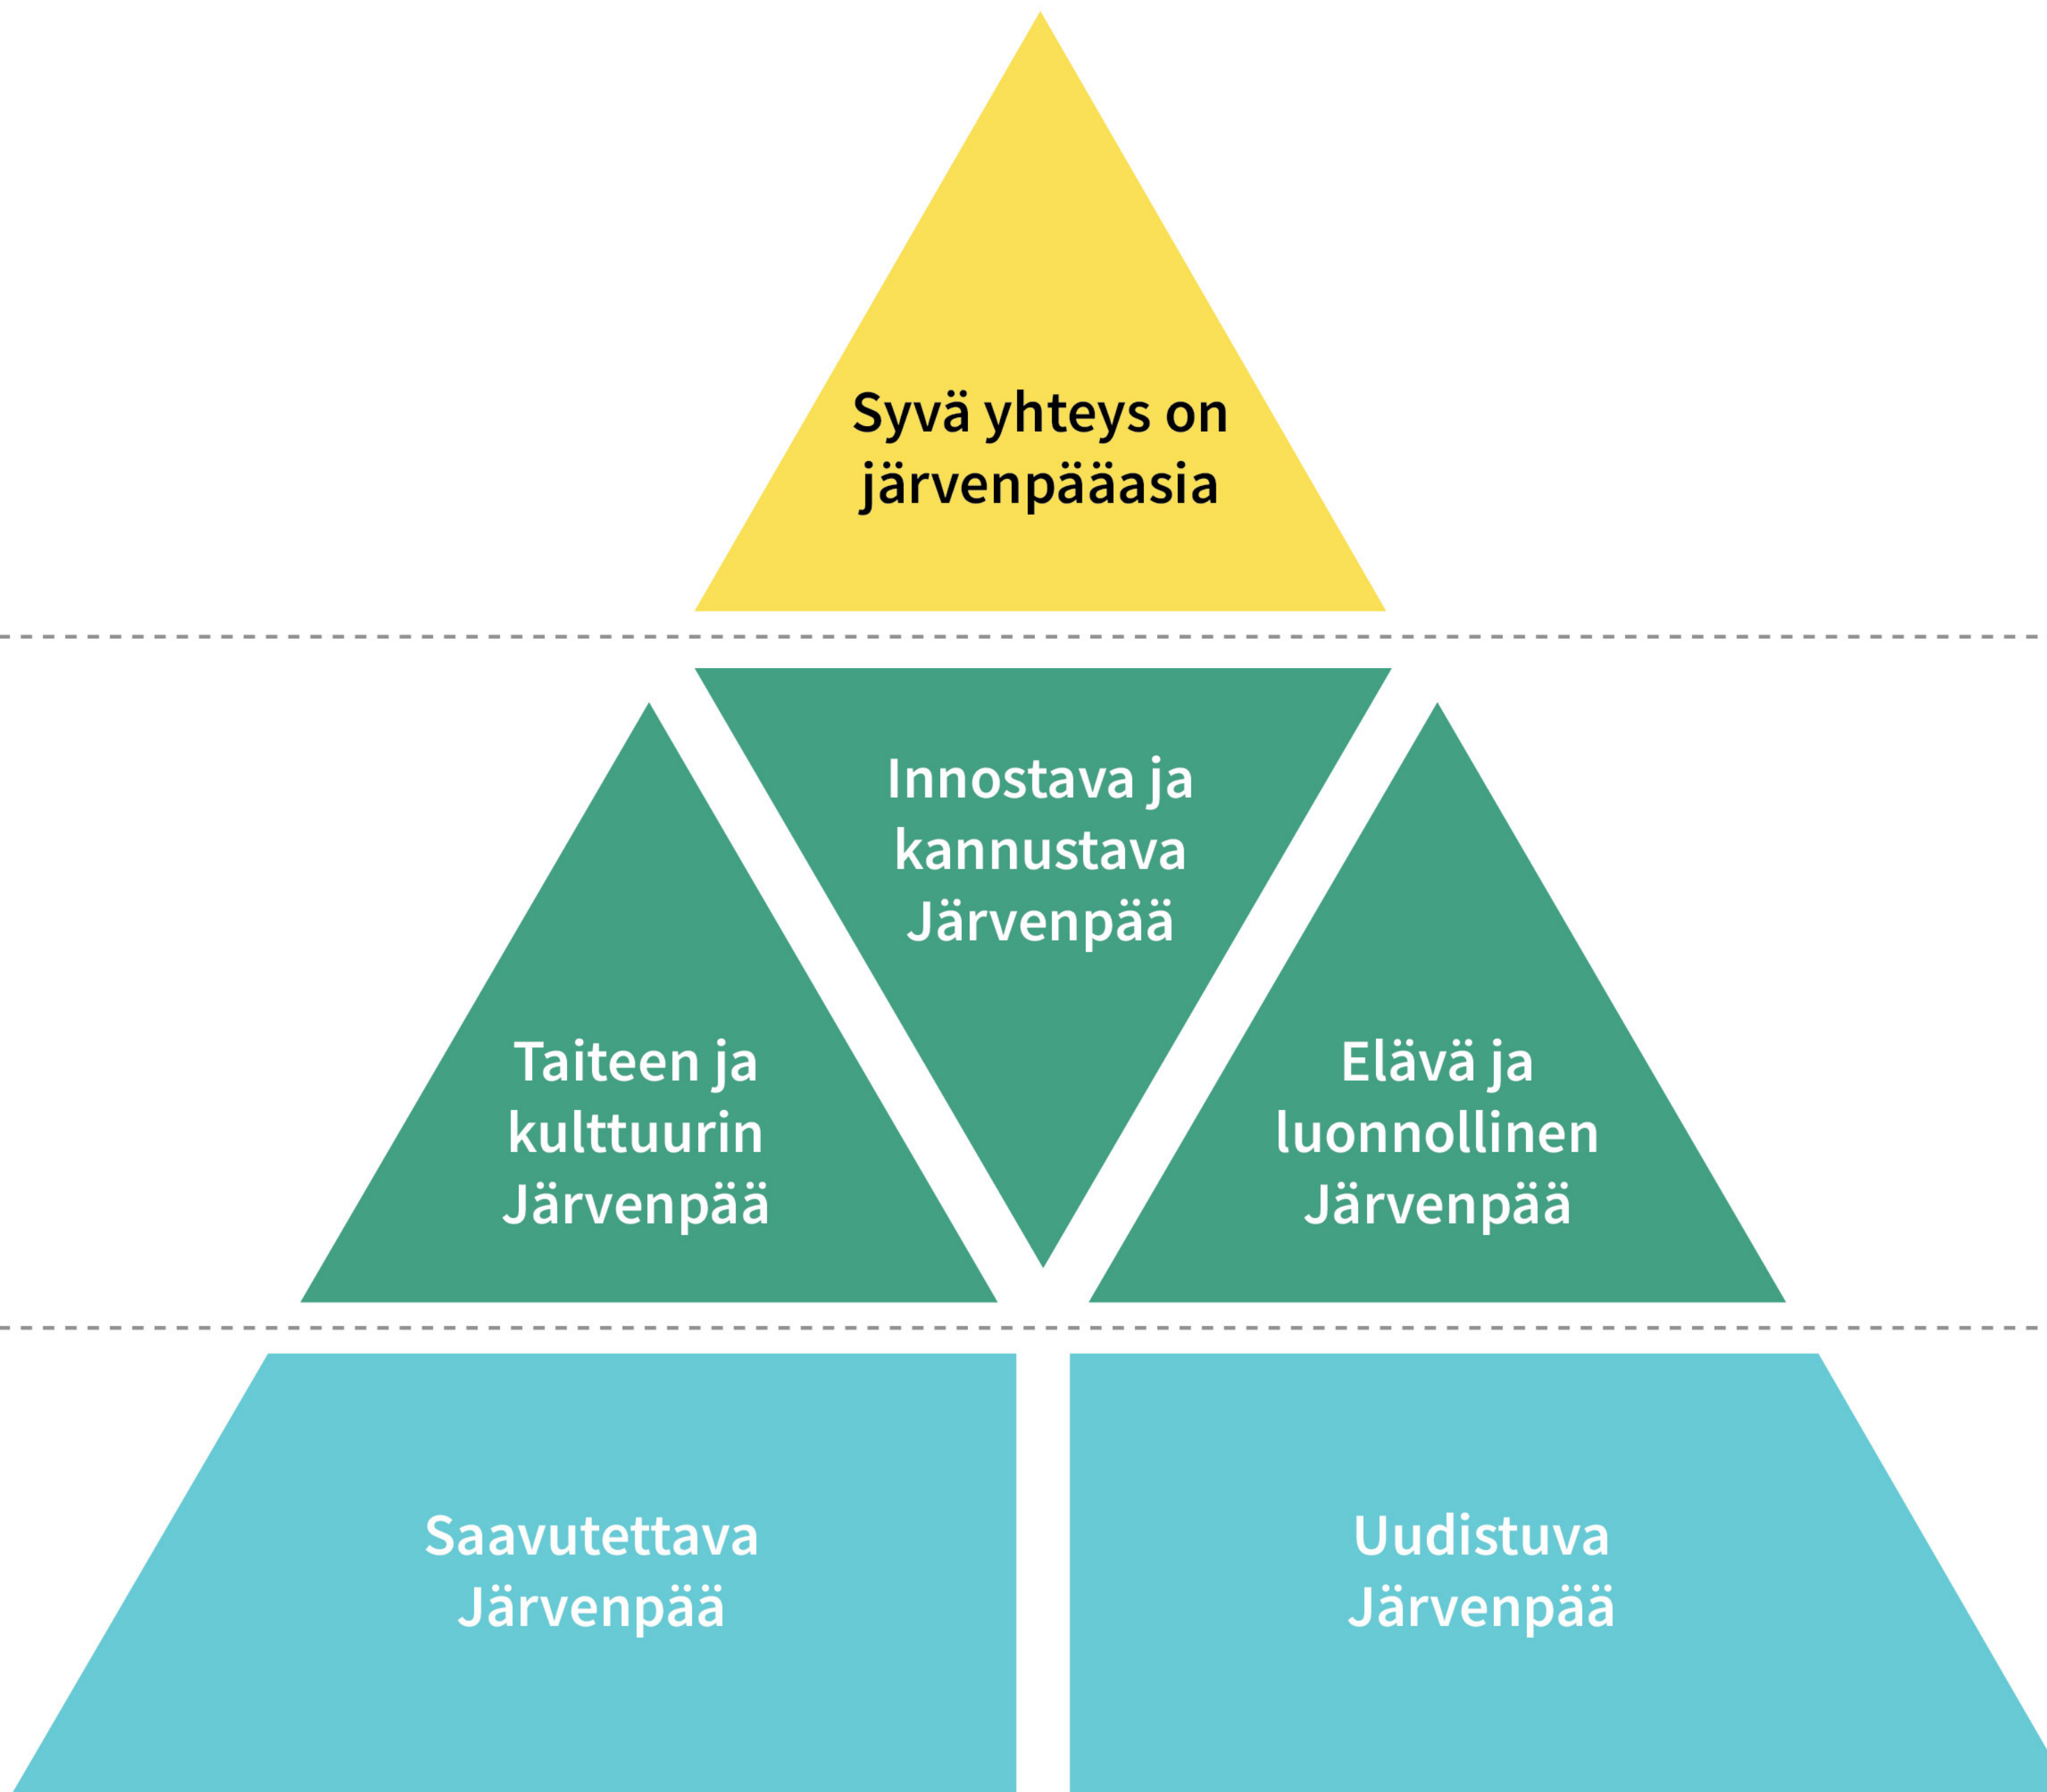 Syvä yhteys on
järvenpääasia
Innostava ja
kannustava
Järvenpää
Taiteen ja
kulttuurin
Järvenpää
Elävä ja
luonnollinen
Järvenpää
Saavutettava
Järvenpää
Uudistuva
Järvenpää